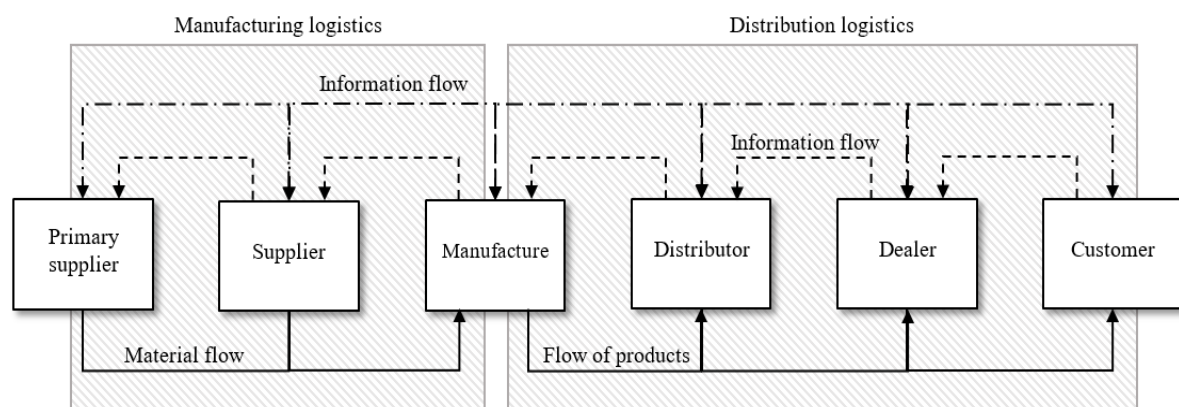 Manufacturing logistics
Distribution logistics
Information flow
Information flow
Primary
supplier
Supplier
Manufacture
Distributor
Dealer
Customer
Material flow
Flow of products